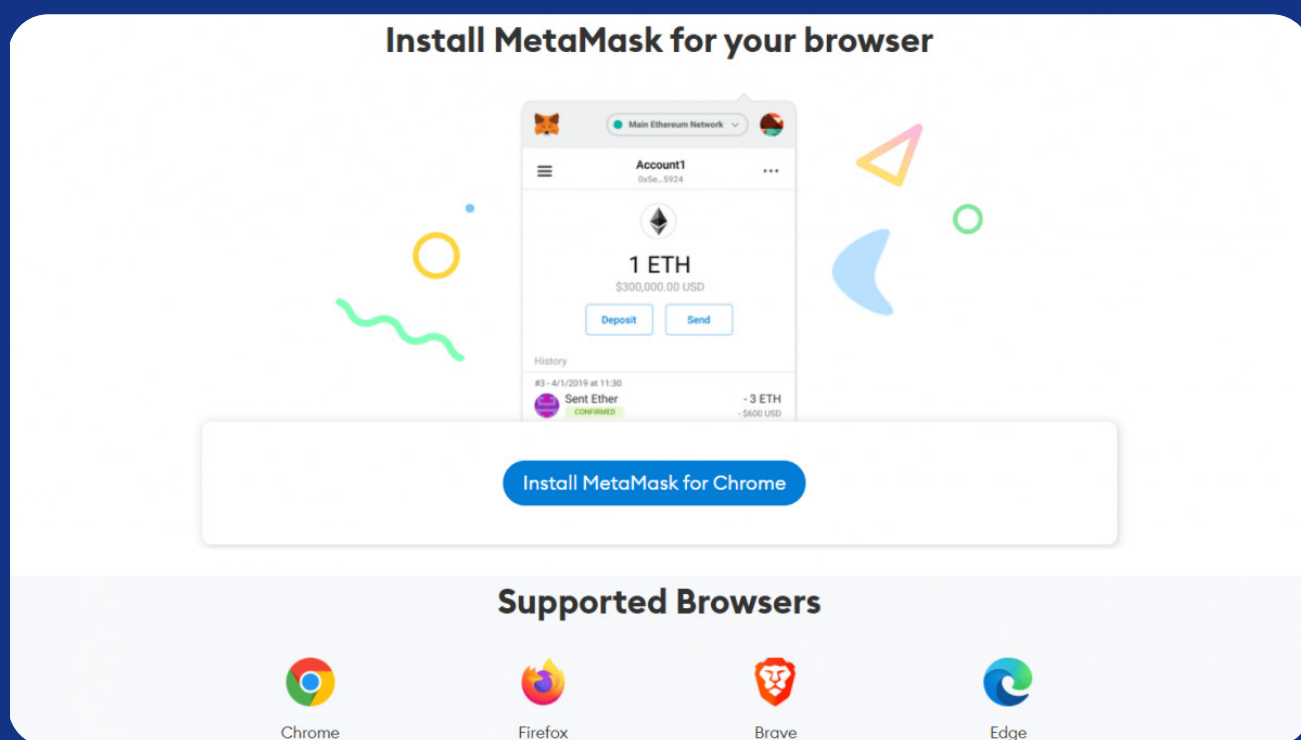 Install MetaMask for your browser
Main Ethereum Network
Account1
0x5e...5924
1 ETH
$300,000.00 USD
Deposit Send
History
#3 - 4/1/2019 at 11:30
Sent Ether - 3 ETH
CONFIRMED - $600 USD
Install MetaMask for Chrome
Supported Browsers
Chrome Firefox Brave Edge